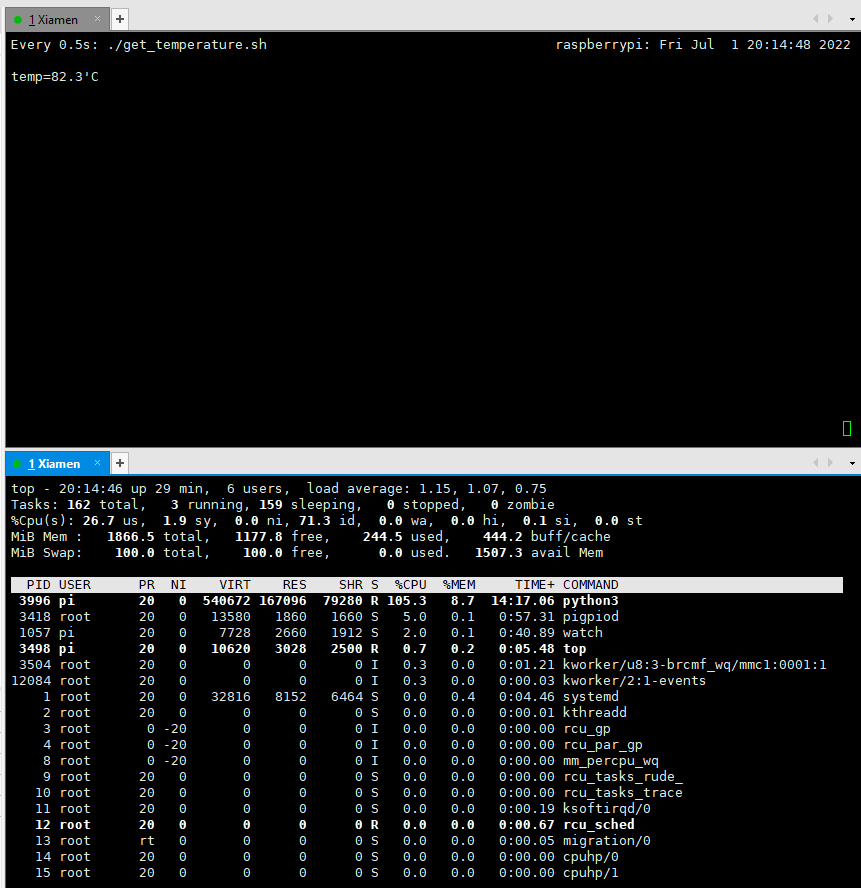 1 Xiamen × +
Every 0.5s: ./get_temperature.sh raspberrypi: Fri Jul  1 20:14:48 2022
temp=82.3'C
1 Xiamen × +
top - 20:14:46 up 29 min,  6 users,  load average: 1.15, 1.07, 0.75
Tasks: 162 total,   3 running, 159 sleeping,   0 stopped,   0 zombie
%Cpu(s): 26.7 us,  1.9 sy,  0.0 ni, 71.3 id,  0.0 wa,  0.0 hi,  0.1 si,  0.0 st
MiB Mem :   1866.5 total,   1177.8 free,    244.5 used,    444.2 buff/cache
MiB Swap:    100.0 total,    100.0 free,      0.0 used.   1507.3 avail Mem
PID USER      PR  NI    VIRT    RES    SHR S  %CPU  %MEM     TIME+ COMMAND
3996 pi        20   0  540672 167096  79280 R 105.3   8.7  14:17.06 python3
3418 root      20   0   13580   1860   1660 S   5.0   0.1   0:57.31 pigpiod
1057 pi        20   0    7728   2660   1912 S   2.0   0.1   0:40.89 watch
3498 pi        20   0   10620   3028   2500 R   0.7   0.2   0:05.48 top
3504 root      20   0       0      0      0 I   0.3   0.0   0:01.21 kworker/u8:3-brcmf_wq/mmc1:0001:1
12084 root      20   0       0      0      0 I   0.3   0.0   0:00.03 kworker/2:1-events
1 root      20   0   32816   8152   6464 S   0.0   0.4   0:04.46 systemd
2 root      20   0       0      0      0 S   0.0   0.0   0:00.01 kthreadd
3 root       0 -20       0      0      0 I   0.0   0.0   0:00.00 rcu_gp
4 root       0 -20       0      0      0 I   0.0   0.0   0:00.00 rcu_par_gp
8 root       0 -20       0      0      0 I   0.0   0.0   0:00.00 mm_percpu_wq
9 root      20   0       0      0      0 S   0.0   0.0   0:00.00 rcu_tasks_rude_
10 root      20   0       0      0      0 S   0.0   0.0   0:00.00 rcu_tasks_trace
11 root      20   0       0      0      0 S   0.0   0.0   0:00.19 ksoftirqd/0
12 root      20   0       0      0      0 R   0.0   0.0   0:00.67 rcu_sched
13 root      rt   0       0      0      0 S   0.0   0.0   0:00.05 migration/0
14 root      20   0       0      0      0 S   0.0   0.0   0:00.00 cpuhp/0
15 root      20   0       0      0      0 S   0.0   0.0   0:00.00 cpuhp/1